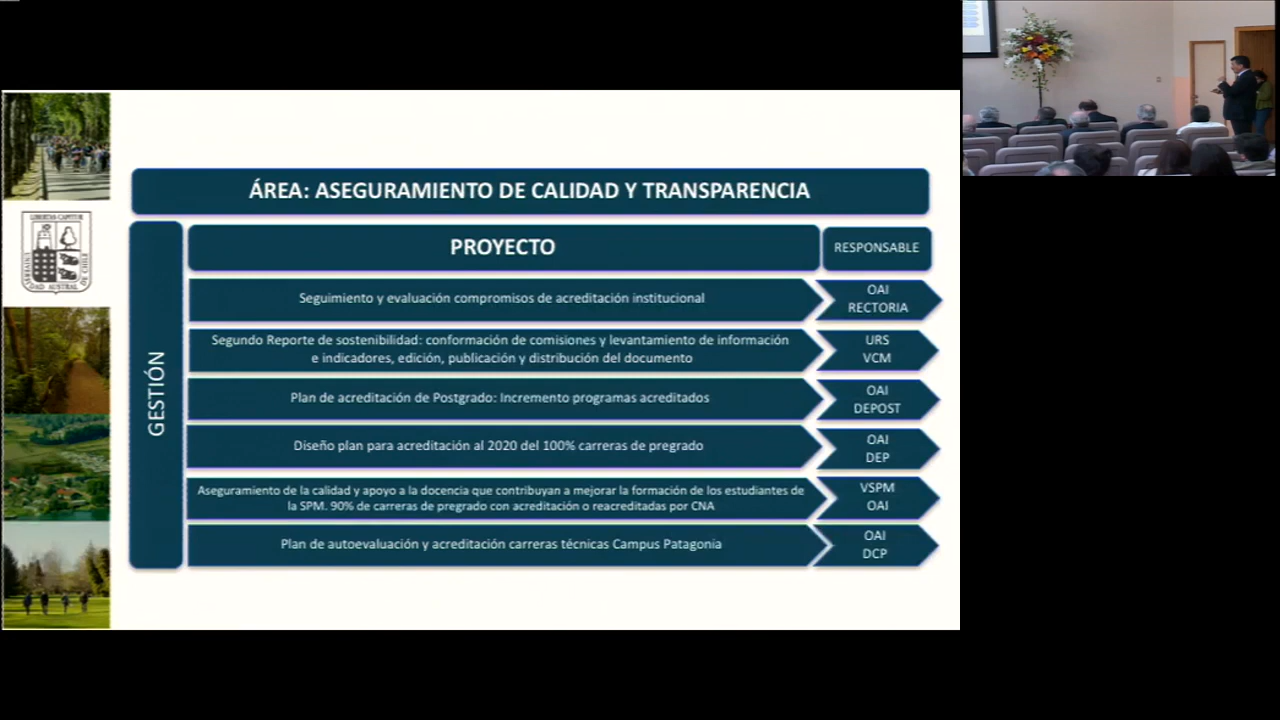 ÁREA: ASEGURAMIENTO DE CALIDAD Y TRANSPARENCIA
GESTIÓN
PROYECTO
RESPONSABLE
Seguimiento y evaluación compromisos de acreditación institucional
OAI
RECTORIA
Segundo Reporte de sostenibilidad: conformación de comisiones y levantamiento de información
e indicadores, edición, publicación y distribución del documento
URS
VCM
Plan de acreditación de Postgrado: Incremento programas acreditados
OAI
DEPOST
Diseño plan para acreditación al 2020 del 100% carreras de pregrado
OAI
DEP
Aseguramiento de la calidad y apoyo a la docencia que contribuyan a mejorar la formación de los estudiantes de
la SPM. 90% de carreras de pregrado con acreditación o reacreditadas por CNA
VSPM
OAI
Plan de autoevaluación y acreditación carreras técnicas Campus Patagonia
OAI
DCP
LIBERTAS CAPITUR